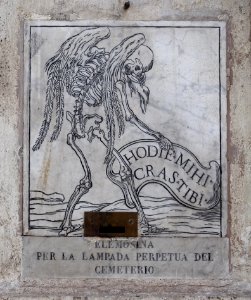 HODIE·MIHI
CRAS·TIBI
ELEMOSINA
PER LA LAMPADA PERPETUA DEL
CEMETERIO